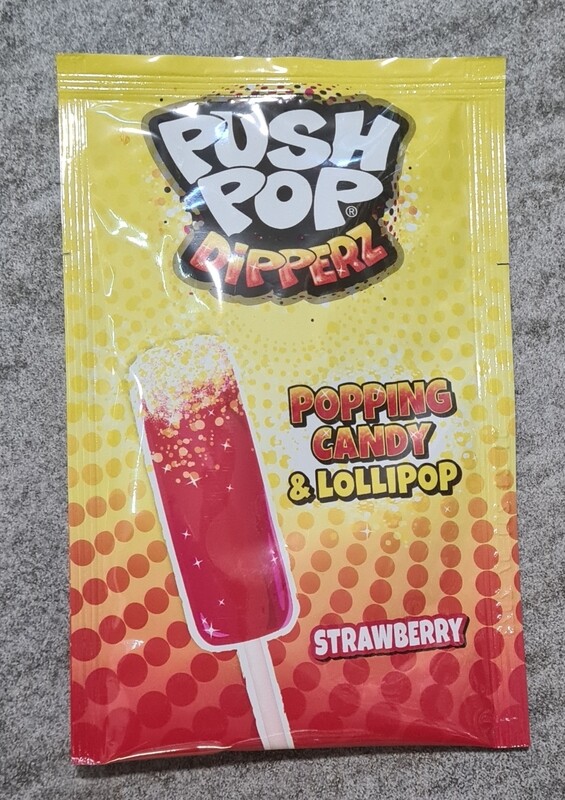 PUSH
POP®
DIPPERZ
POPPING
CANDY
& LOLLIPOP
STRAWBERRY